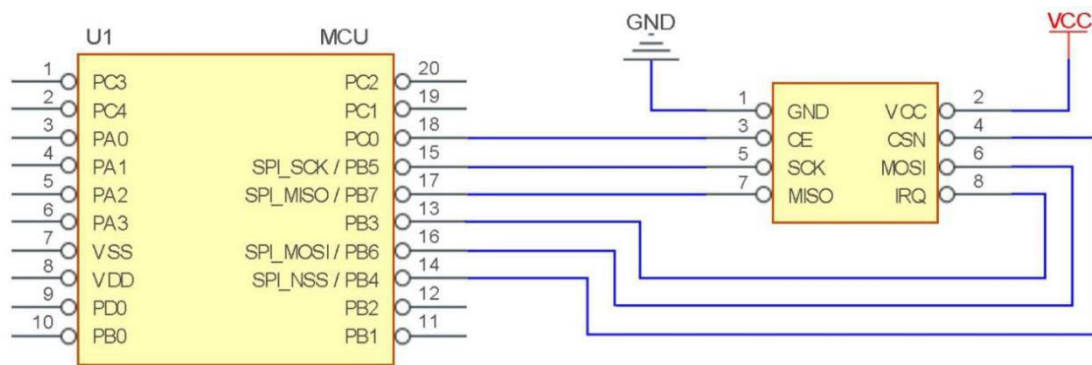 GND VCC
U1 MCU
1 PC3 PC2 20
2 PC4 PC1 19
3 PA0 PC0 18
4 PA1 SPI_SCK / PB5 15
5 PA2 SPI_MISO / PB7 17
6 PA3 PB3 13
7 VSS SPI_MOSI / PB6 16
8 VDD SPI_NSS / PB4 14
9 PD0 PB2 12
10 PB0 PB1 11
1 GND VCC 2
3 CE CSN 4
5 SCK MOSI 6
7 MISO IRQ 8